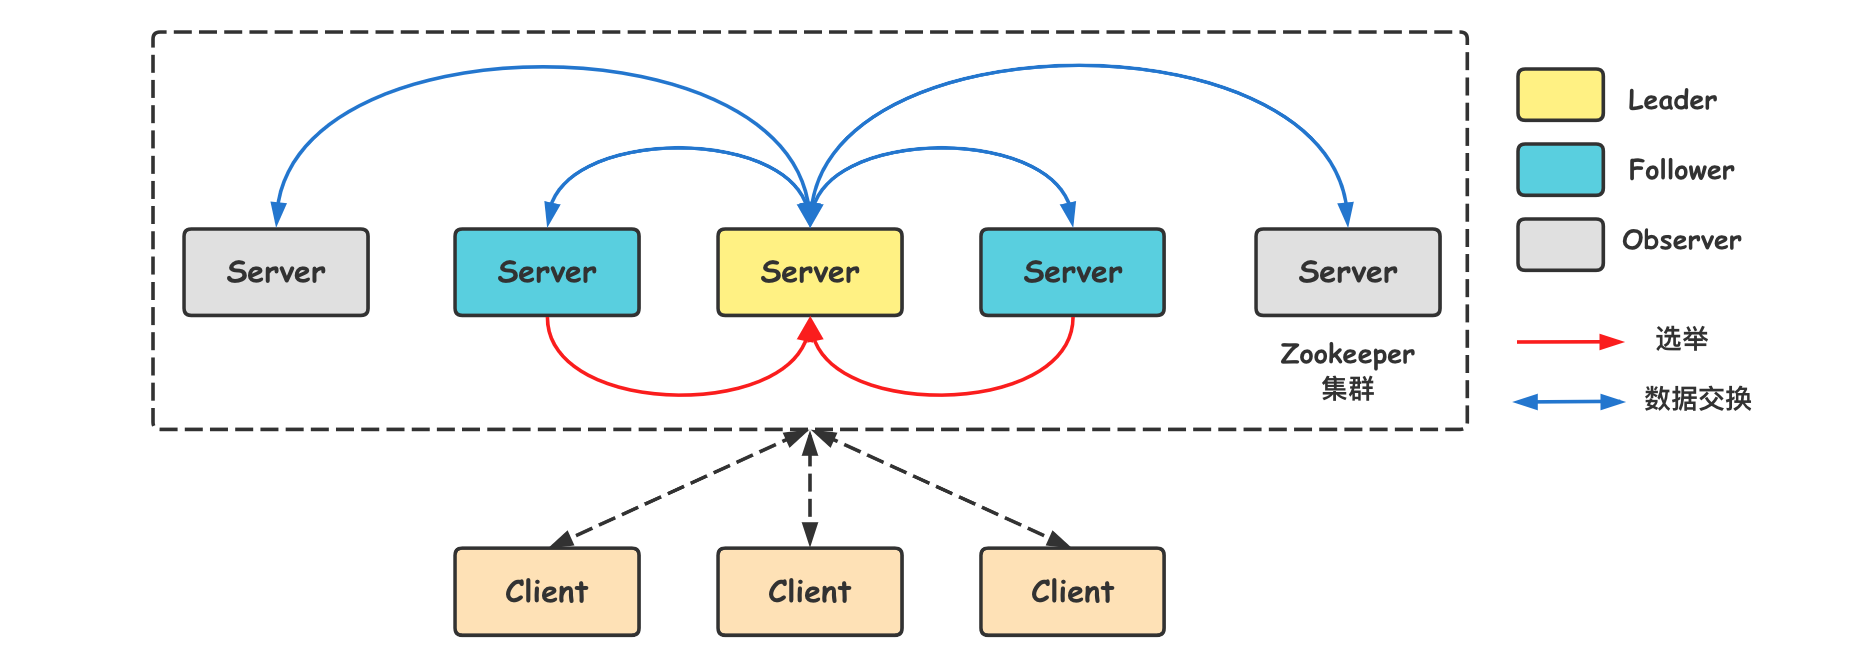 Leader
Follower
Observer
Server
Server
Server
Server
Server
Zookeeper
集群
选举
数据交换
Client
Client
Client